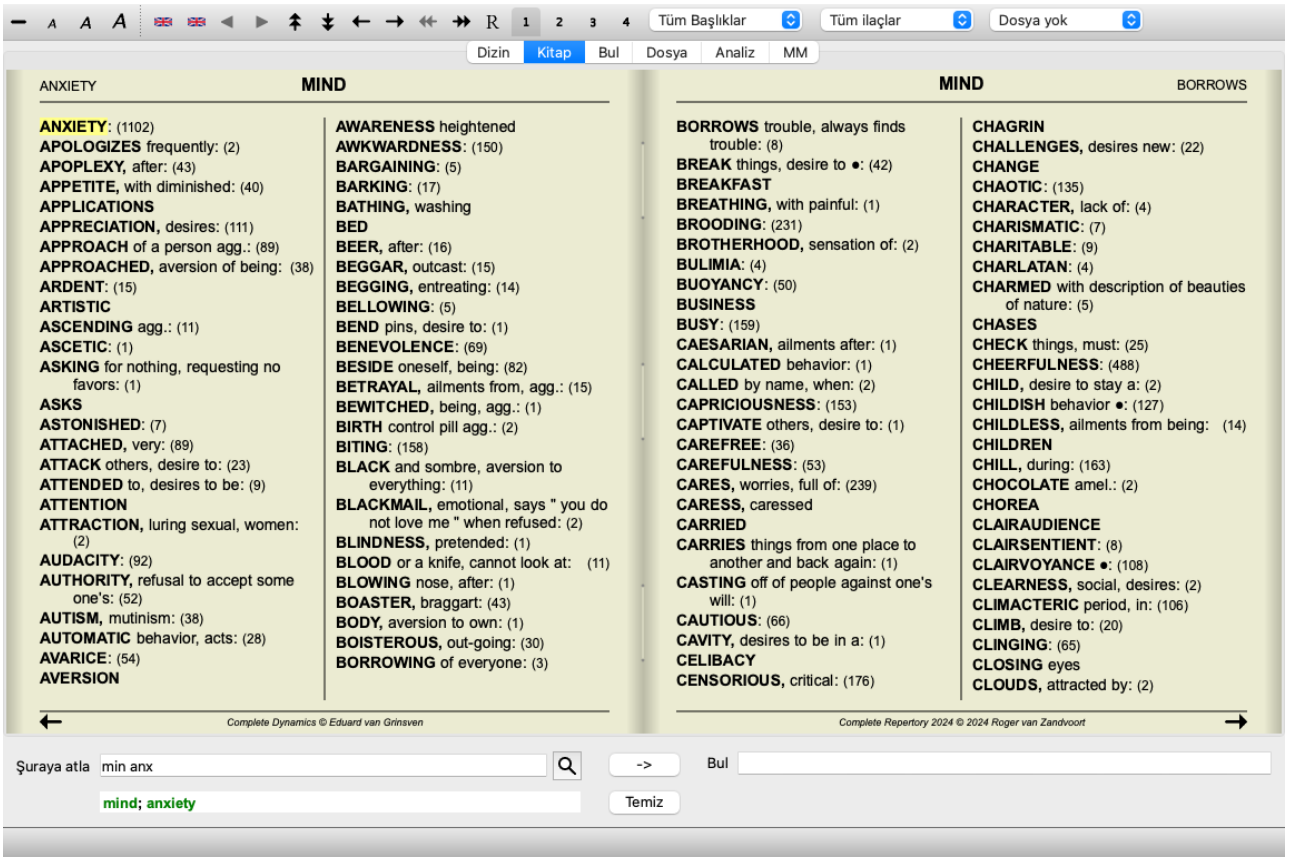 A A A R 1 2 3 4 Tüm Başlıklar Tüm ilaçlar Dosya yok
Dizin Kitap Bul Dosya Analiz MM
ANXIETY MIND
ANXIETY: (1102)
APOLOGIZES frequently: (2)
APOPLEXY, after: (43)
APPETITE, with diminished: (40)
APPLICATIONS
APPRECIATION, desires: (111)
APPROACH of a person agg.: (89)
APPROACHED, aversion of being: (38)
ARDENT: (15)
ARTISTIC
ASCENDING agg.: (11)
ASCETIC: (1)
ASKING for nothing, requesting no
favors: (1)
ASKS
ASTONISHED: (7)
ATTACHED, very: (89)
ATTACK others, desire to: (23)
ATTENDED to, desires to be: (9)
ATTENTION
ATTRACTION, luring sexual, women:
(2)
AUDACITY: (92)
AUTHORITY, refusal to accept some
one's: (52)
AUTISM, mutinism: (38)
AUTOMATIC behavior, acts: (28)
AVARICE: (54)
AVERSION
AWARENESS heightened
AWKWARDNESS: (150)
BARGAINING: (5)
BARKING: (17)
BATHING, washing
BED
BEER, after: (16)
BEGGAR, outcast: (15)
BEGGING, entreating: (14)
BELLOWING: (5)
BEND pins, desire to: (1)
BENEVOLENCE: (69)
BESIDE oneself, being: (82)
BETRAYAL, ailments from, agg.: (15)
BEWITCHED, being, agg.: (1)
BIRTH control pill agg.: (2)
BITING: (158)
BLACK and sombre, aversion to
everything: (11)
BLACKMAIL, emotional, says " you do
not love me " when refused: (2)
BLINDNESS, pretended: (1)
BLOOD or a knife, cannot look at: (11)
BLOWING nose, after: (1)
BOASTER, braggart: (43)
BODY, aversion to own: (1)
BOISTEROUS, out-going: (30)
BORROWING of everyone: (3)
Complete Dynamics © Eduard van Grinsven
MIND BORROWS
BORROWS trouble, always finds
trouble: (8)
BREAK things, desire to ●: (42)
BREAKFAST
BREATHING, with painful: (1)
BROODING: (231)
BROTHERHOOD, sensation of: (2)
BULIMIA: (4)
BUOYANCY: (50)
BUSINESS
BUSY: (159)
CAESARIAN, ailments after: (1)
CALCULATED behavior: (1)
CALLED by name, when: (2)
CAPRICIOUSNESS: (153)
CAPTIVATE others, desire to: (1)
CAREFREE: (36)
CAREFULNESS: (53)
CARES, worries, full of: (239)
CARESS, caressed
CARRIED
CARRIES things from one place to
another and back again: (1)
CASTING off of people against one's
will: (1)
CAUTIOUS: (66)
CAVITY, desires to be in a: (1)
CELIBACY
CENSORIOUS, critical: (176)
CHAGRIN
CHALLENGES, desires new: (22)
CHANGE
CHAOTIC: (135)
CHARACTER, lack of: (4)
CHARISMATIC: (7)
CHARITABLE: (9)
CHARLATAN: (4)
CHARMED with description of beauties
of nature: (5)
CHASES
CHECK things, must: (25)
CHEERFULNESS: (488)
CHILD, desire to stay a: (2)
CHILDISH behavior ●: (127)
CHILDLESS, ailments from being: (14)
CHILDREN
CHILL, during: (163)
CHOCOLATE amel.: (2)
CHOREA
CLAIRAUDIENCE
CLAIRSENTIENT: (8)
CLAIRVOYANCE ●: (108)
CLEARNESS, social, desires: (2)
CLIMACTERIC period, in: (106)
CLIMB, desire to: (20)
CLINGING: (65)
CLOSING eyes
CLOUDS, attracted by: (2)
Complete Repertory 2024 © 2024 Roger van Zandvoort
Şuraya atla min anx -> Bul
mind; anxiety Temiz